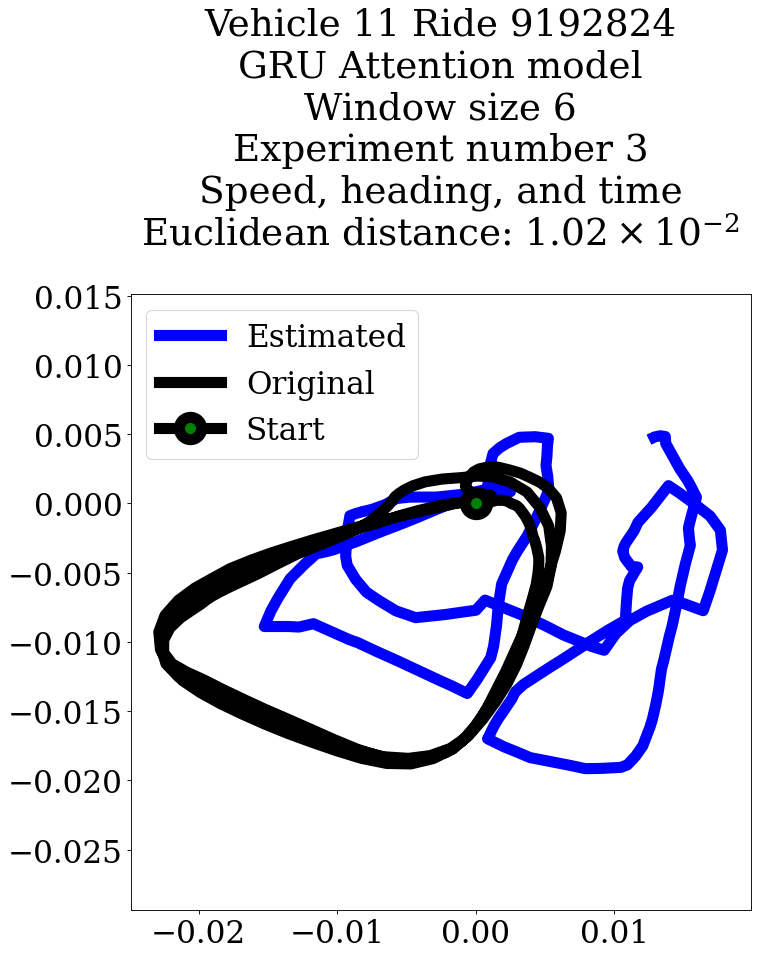 Vehicle 11 Ride 9192824
GRU Attention model
Window size 6
Experiment number 3
Speed, heading, and time
Euclidean distance: 1.02 × 10⁻²
0.015
0.010
0.005
0.000
−0.005
−0.010
−0.015
−0.020
−0.025
Estimated
Original
Start
−0.02 −0.01 0.00 0.01